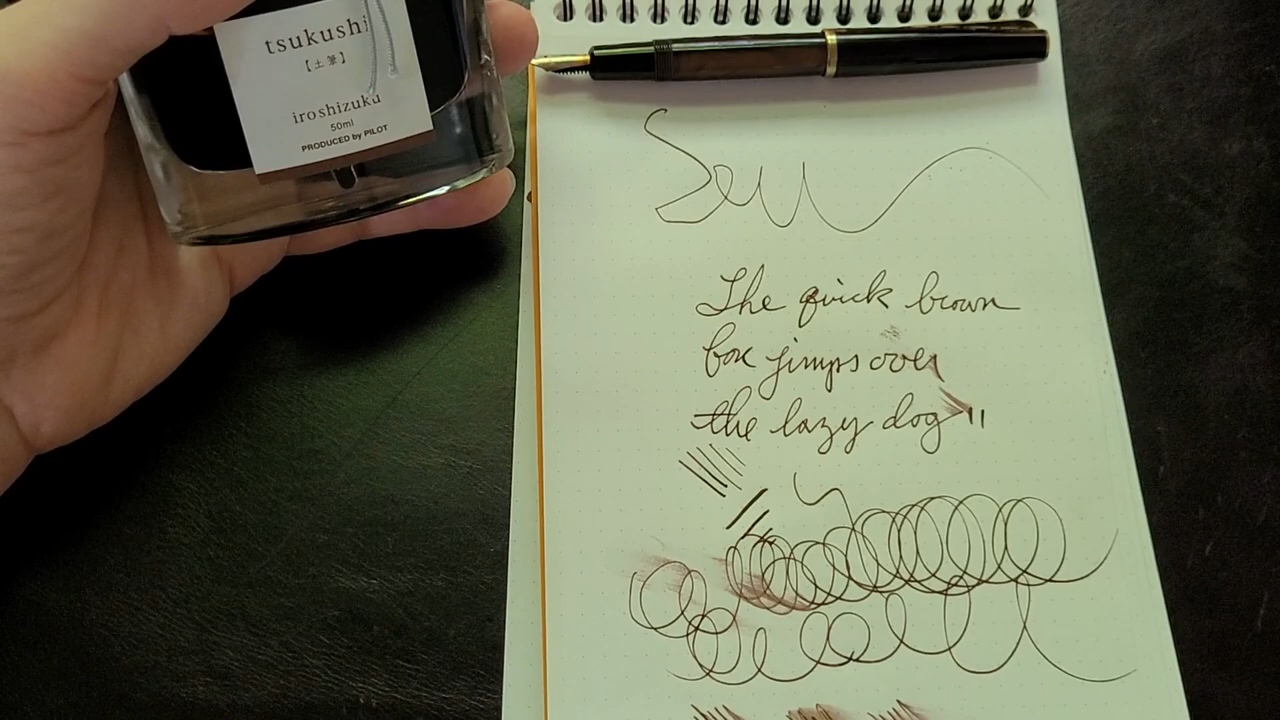 tsukushi
【土筆】
iroshizuku
50ml
PRODUCED by PILOT
The quick brown
fox jumps over
the lazy dog